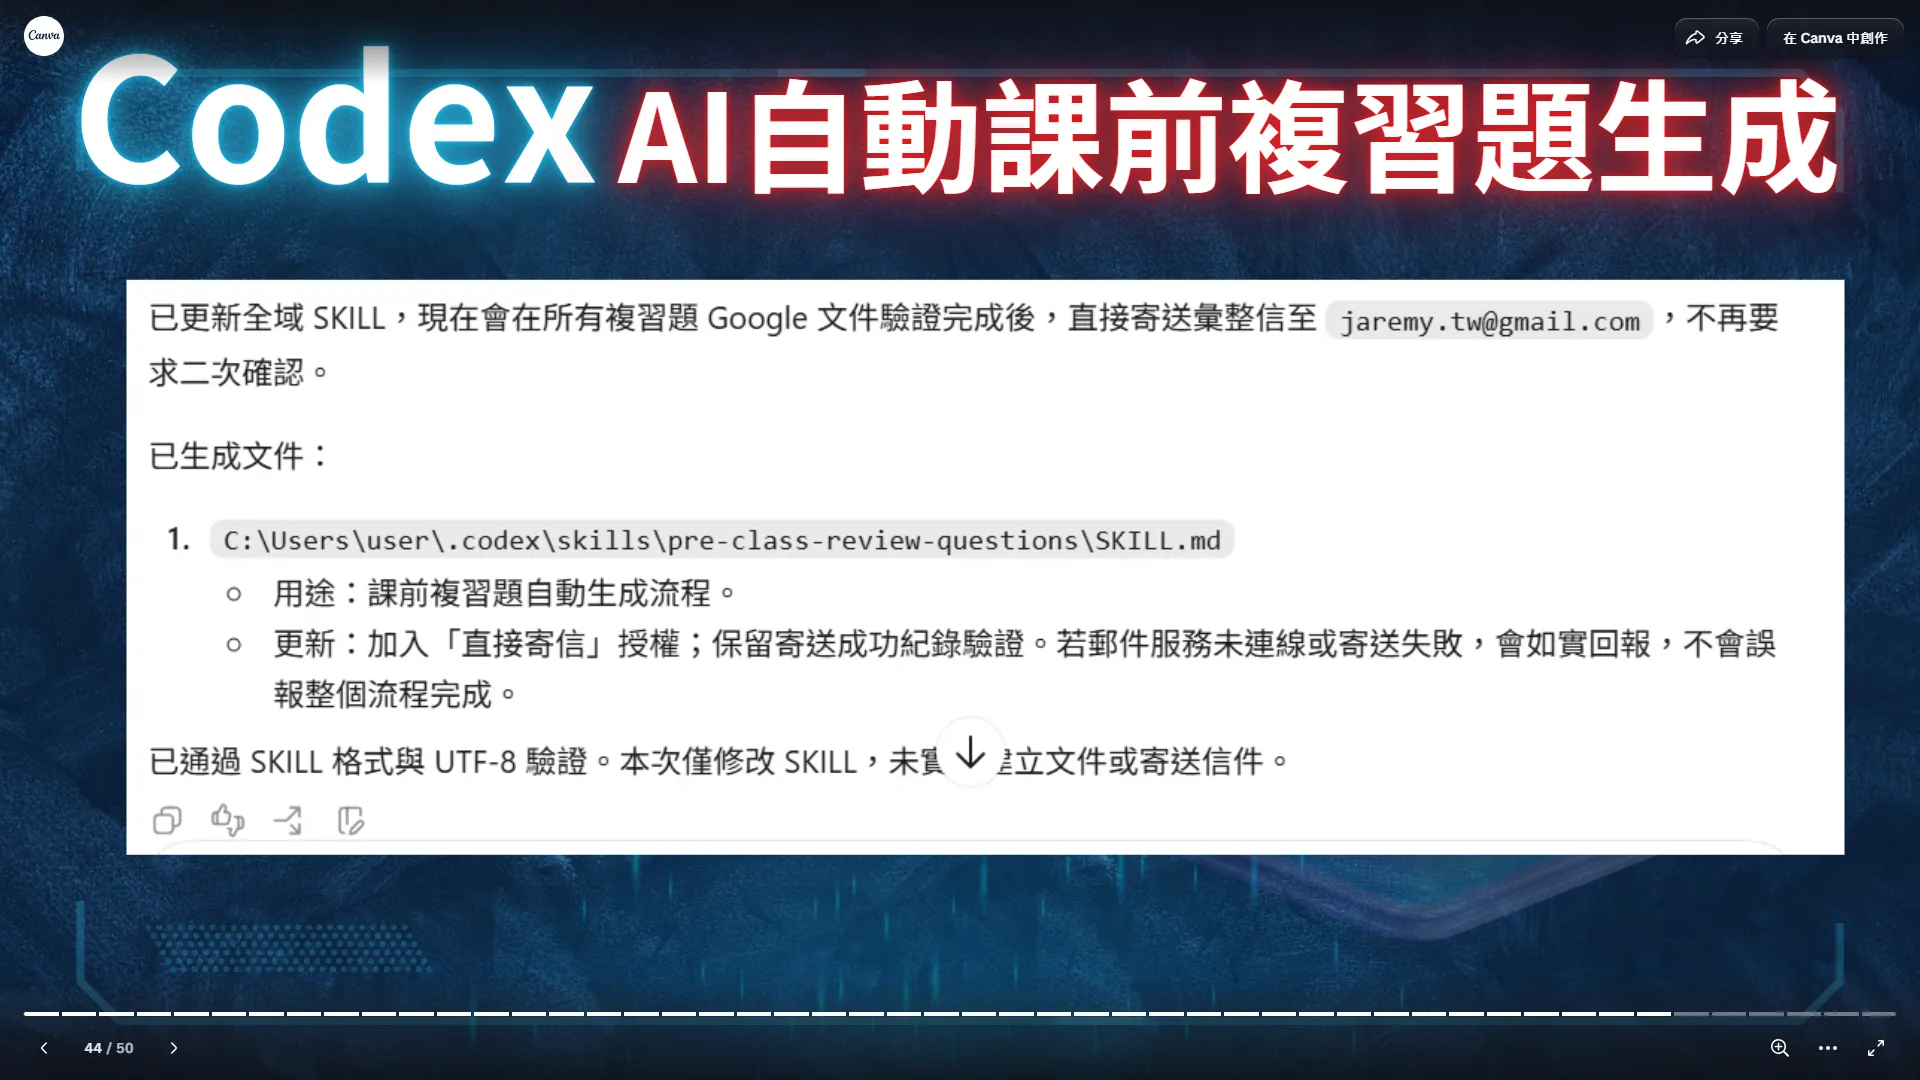 Canva
分享
在 Canva 中創作
Codex AI自動課前複習題生成
已更新全域 SKILL，現在會在所有複習題 Google 文件驗證完成後，直接寄送彙整信至 jaremy.tw@gmail.com，不再要
求二次確認。
已生成文件：
1. C:\Users\user\.codex\skills\pre-class-review-questions\SKILL.md
○ 用途：課前複習題自動生成流程。
○ 更新：加入「直接寄信」授權；保留寄送成功紀錄驗證。若郵件服務未連線或寄送失敗，會如實回報，不會誤
報整個流程完成。
已通過 SKILL 格式與 UTF-8 驗證。本次僅修改 SKILL，未實 立文件或寄送信件。
44 / 50